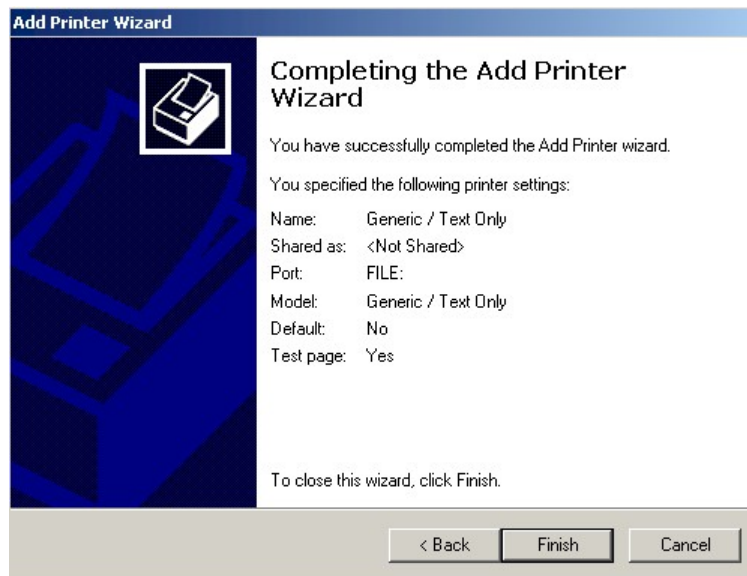 Add Printer Wizard
Completing the Add Printer
Wizard
You have successfully completed the Add Printer wizard.
You specified the following printer settings:
Name: Generic / Text Only
Shared as: <Not Shared>
Port: FILE:
Model: Generic / Text Only
Default: No
Test page: Yes
To close this wizard, click Finish.
< Back Finish Cancel